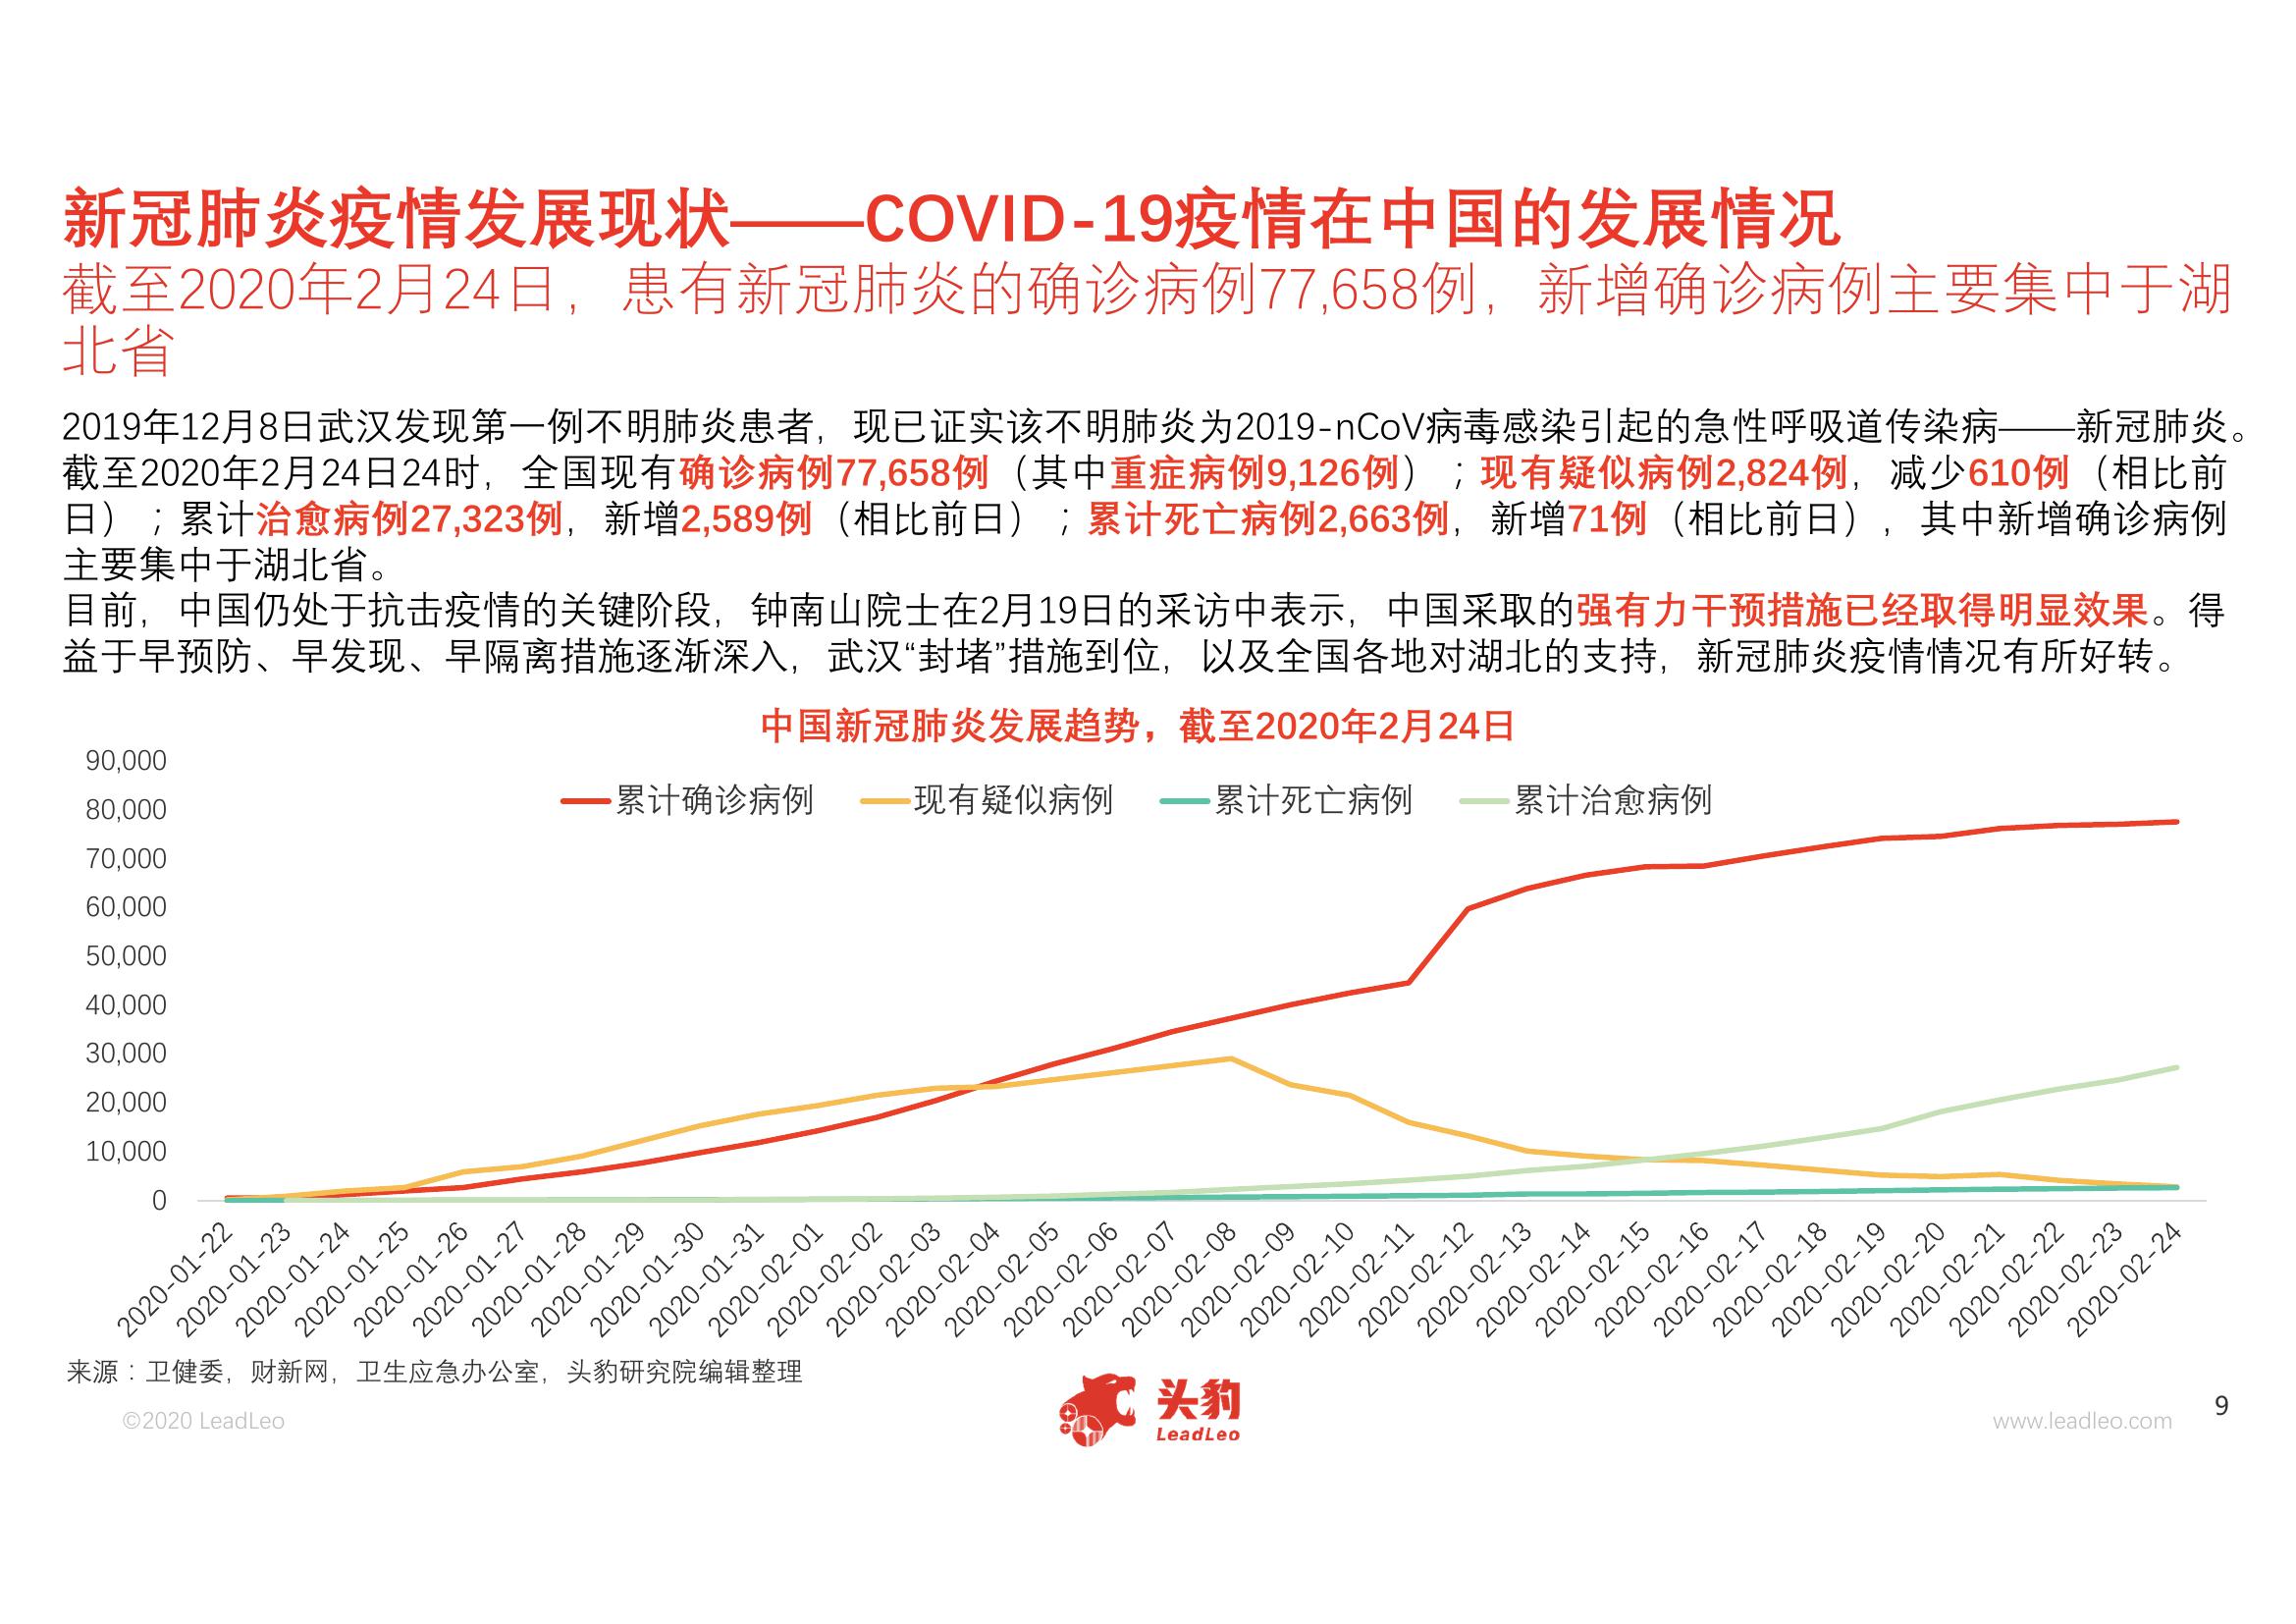 新冠肺炎疫情发展现状——COVID-19疫情在中国的发展情况
截至2020年2月24日，患有新冠肺炎的确诊病例77,658例，新增确诊病例主要集中于湖
北省
2019年12月8日武汉发现第一例不明肺炎患者，现已证实该不明肺炎为2019-nCoV病毒感染引起的急性呼吸道传染病——新冠肺炎。
截至2020年2月24日24时，全国现有确诊病例77,658例（其中重症病例9,126例）；现有疑似病例2,824例，减少610例（相比前
日）；累计治愈病例27,323例，新增2,589例（相比前日）；累计死亡病例2,663例，新增71例（相比前日），其中新增确诊病例
主要集中于湖北省。
目前，中国仍处于抗击疫情的关键阶段，钟南山院士在2月19日的采访中表示，中国采取的强有力干预措施已经取得明显效果。得
益于早预防、早发现、早隔离措施逐渐深入，武汉“封堵”措施到位，以及全国各地对湖北的支持，新冠肺炎疫情情况有所好转。
中国新冠肺炎发展趋势，截至2020年2月24日
累计确诊病例 现有疑似病例 累计死亡病例 累计治愈病例
90,000
80,000
70,000
60,000
50,000
40,000
30,000
20,000
10,000
0
2020-01-22
2020-01-23
2020-01-24
2020-01-25
2020-01-26
2020-01-27
2020-01-28
2020-01-29
2020-01-30
2020-01-31
2020-02-01
2020-02-02
2020-02-03
2020-02-04
2020-02-05
2020-02-06
2020-02-07
2020-02-08
2020-02-09
2020-02-10
2020-02-11
2020-02-12
2020-02-13
2020-02-14
2020-02-15
2020-02-16
2020-02-17
2020-02-18
2020-02-19
2020-02-20
2020-02-21
2020-02-22
2020-02-23
2020-02-24
来源：卫健委，财新网，卫生应急办公室，头豹研究院编辑整理
©2020 LeadLeo
头豹
LeadLeo
www.leadleo.com
9